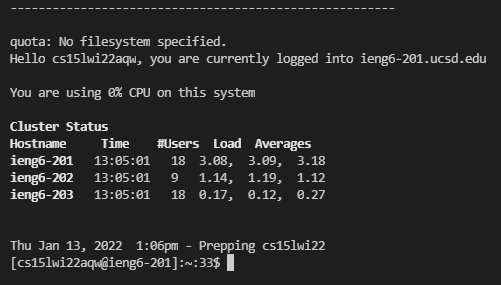 -------------------------------------------------------
quota: No filesystem specified.
Hello cs15lwi22aqw, you are currently logged into ieng6-201.ucsd.edu
You are using 0% CPU on this system
Cluster Status
Hostname     Time    #Users  Load  Averages
ieng6-201   13:05:01   18  3.08,  3.09,  3.18
ieng6-202   13:05:01   9   1.14,  1.19,  1.12
ieng6-203   13:05:01   18  0.17,  0.12,  0.27
Thu Jan 13, 2022  1:06pm - Prepping cs15lwi22
[cs15lwi22aqw@ieng6-201]:~:33$